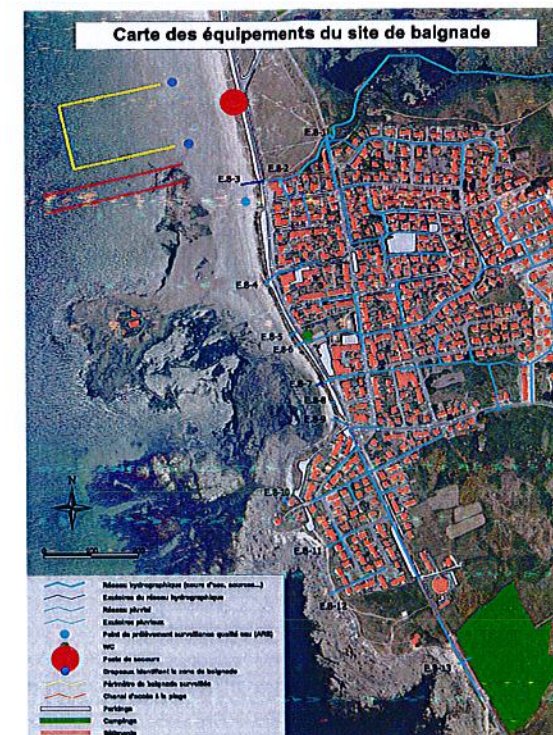 Carte des équipements du site de baignade
E.8-1
E.8-2
E.8-3
E.8-4
E.8-5
E.8-6
E.8-7
E.8-8
E.8-9
E.8-10
E.8-11
E.8-12
E.8-13
N
Réseau hydrographique (cours d'eau, sources...)
Exutoires du réseau hydrographique
Réseau pluvial
Exutoires pluviaux
Point de prélèvement surveillance qualité eau (ARS)
WC
Poste de secours
Drapeaux identifiant la zone de baignade
Périmètre de baignade surveillée
Chenal d'accès à la plage
Parkings
Campings